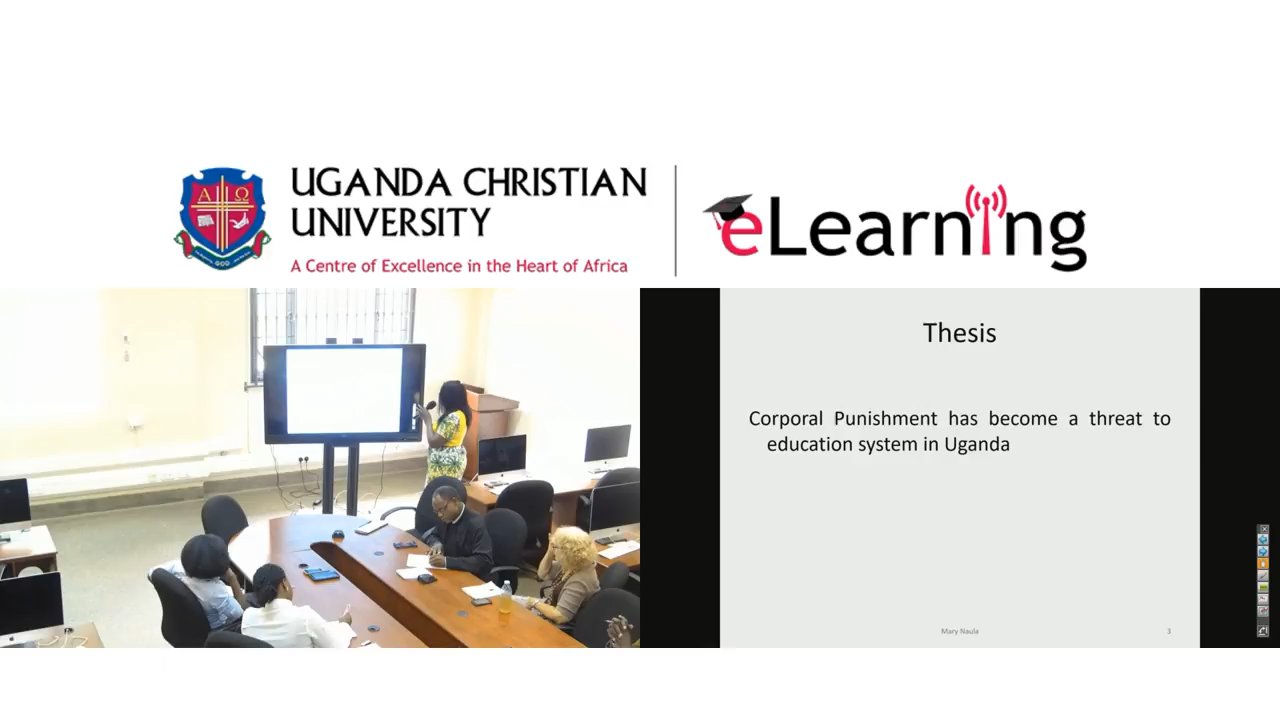 UGANDA CHRISTIAN
UNIVERSITY
A Centre of Excellence in the Heart of Africa
eLearning
Α Ω
Thesis
Corporal Punishment has become a threat to
education system in Uganda
Mary Naula
3